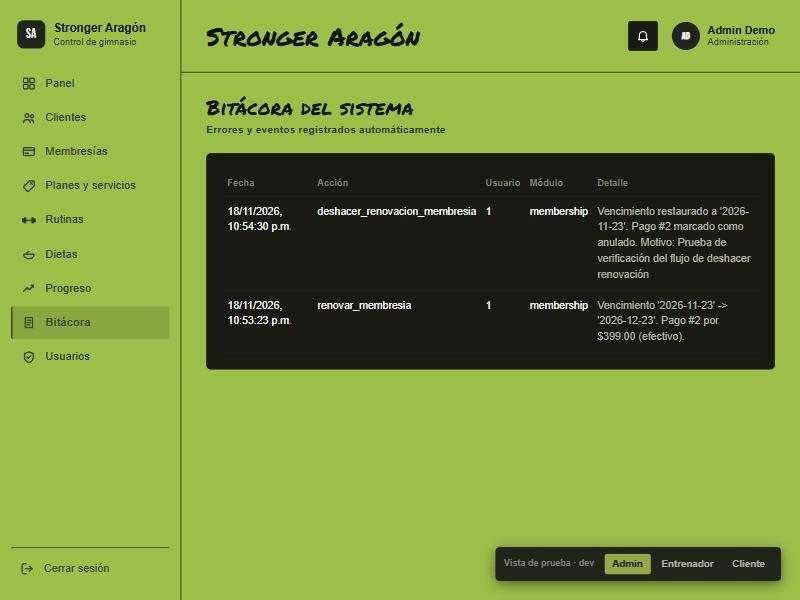 SA
Stronger Aragón
Control de gimnasio
Panel
Clientes
Membresías
Planes y servicios
Rutinas
Dietas
Progreso
Bitácora
Usuarios
Cerrar sesión
Stronger Aragón
AD
Admin Demo
Administración
Bitácora del sistema
Errores y eventos registrados automáticamente
Fecha Acción Usuario Módulo Detalle
18/11/2026, 10:54:30 p.m. deshacer_renovacion_membresia 1 membership Vencimiento restaurado a '2026-
11-23'. Pago #2 marcado como
anulado. Motivo: Prueba de
verificación del flujo de deshacer
renovación
18/11/2026, 10:53:23 p.m. renovar_membresia 1 membership Vencimiento '2026-11-23' ->
'2026-12-23'. Pago #2 por
$399.00 (efectivo).
Vista de prueba · dev Admin Entrenador Cliente